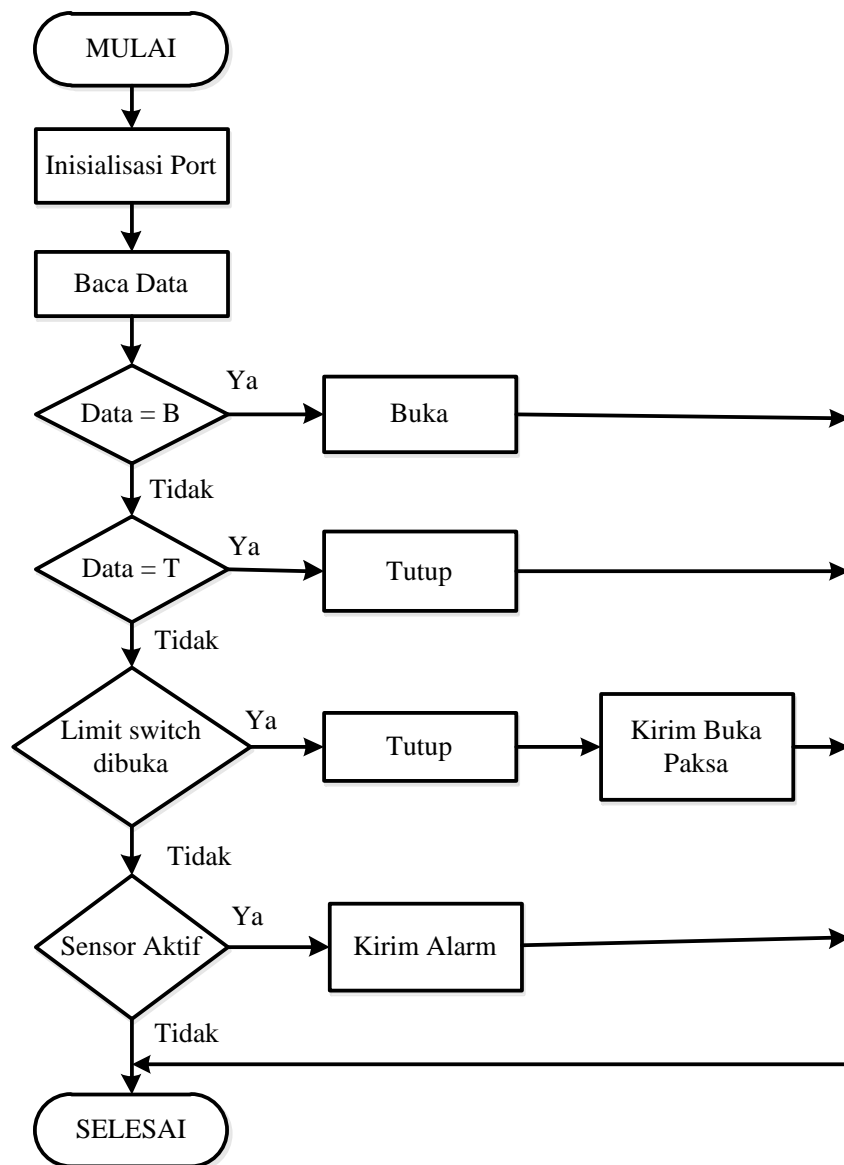 MULAI
Inisialisasi Port
Baca Data
Data = B
Ya
Buka
Tidak
Data = T
Ya
Tutup
Tidak
Limit switch
dibuka
Ya
Tutup
Kirim Buka
Paksa
Tidak
Sensor Aktif
Ya
Kirim Alarm
Tidak
SELESAI